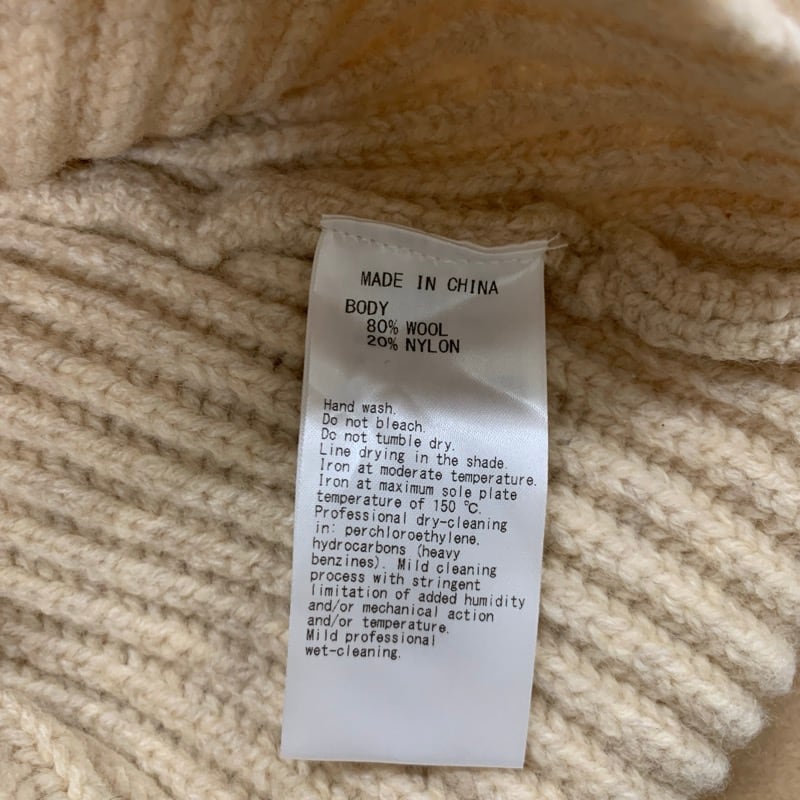 MADE IN CHINA
BODY
80% WOOL
20% NYLON
Hand wash.
Do not bleach.
Do not tumble dry.
Line drying in the shade.
Iron at moderate temperature.
Iron at maximum sole plate
temperature of 150 ℃.
Professional dry-cleaning
in: perchloroethylene,
hydrocarbons (heavy
benzines). Mild cleaning
process with stringent
limitation of added humidity
and/or mechanical action
and/or temperature.
Mild professional
wet-cleaning.